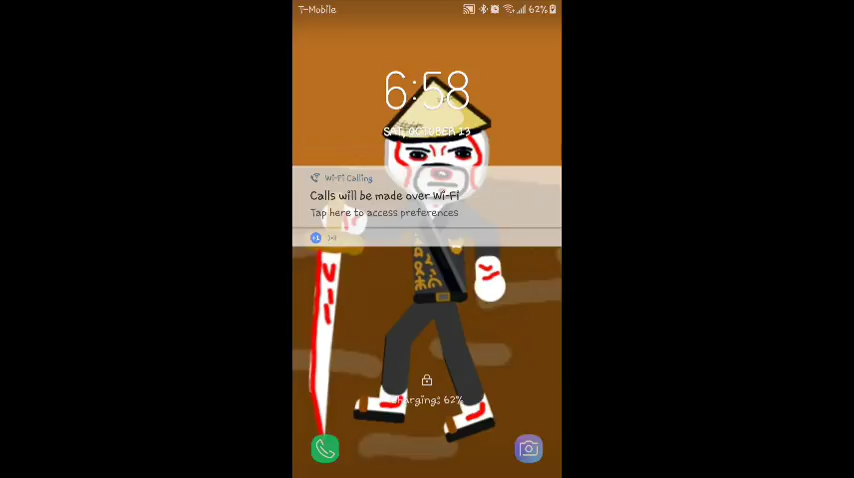 T-Mobile
62%
6:58
SAT, OCTOBER 13
Wi-Fi Calling
Calls will be made over Wi-Fi
Tap here to access preferences
+1
Charging: 62%